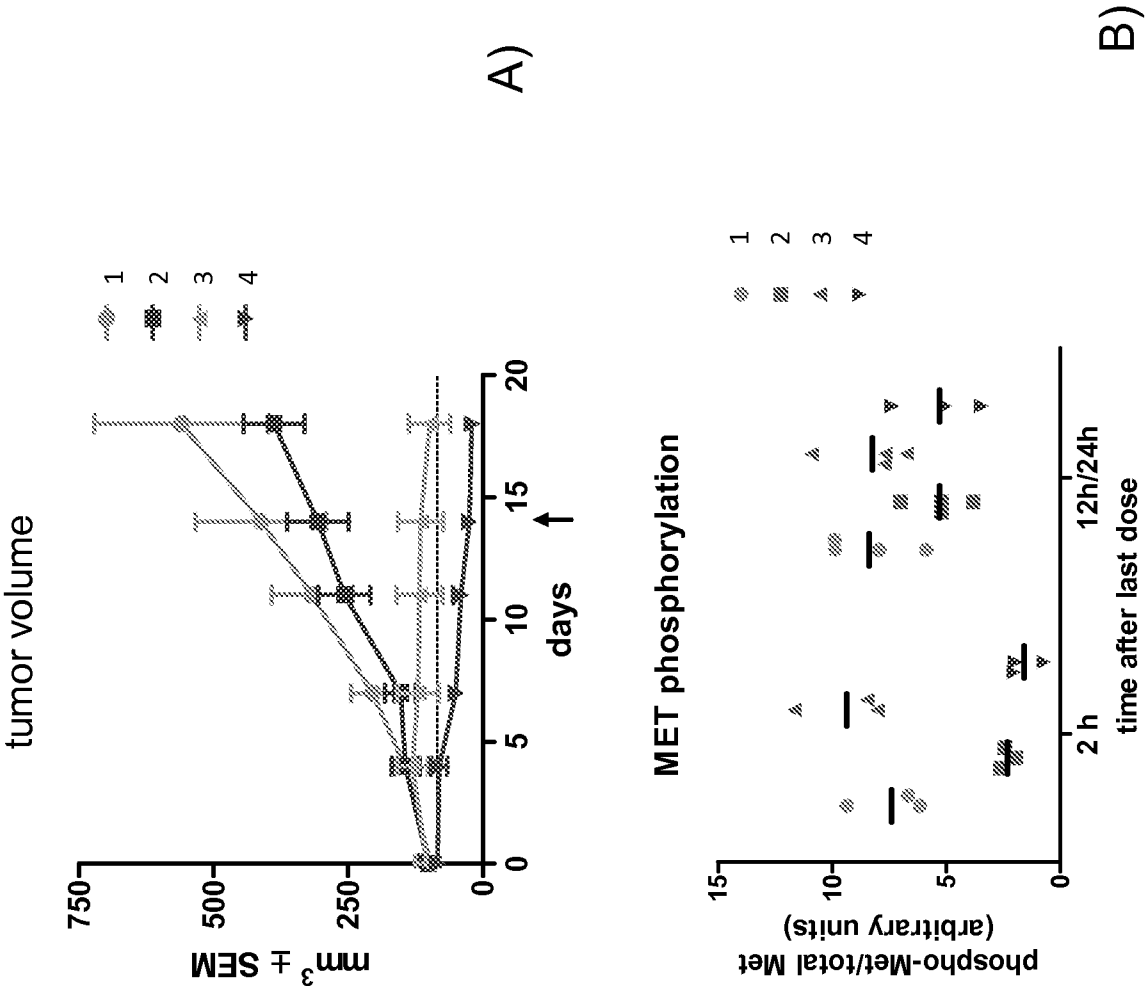 tumor volume
750
500
250
0
mm³ ± SEM
0
5
10
15
20
days
1
2
3
4
A)
MET phosphorylation
15
10
5
0
phospho-Met/total Met
(arbitrary units)
2 h
12h/24h
time after last dose
1
2
3
4
B)